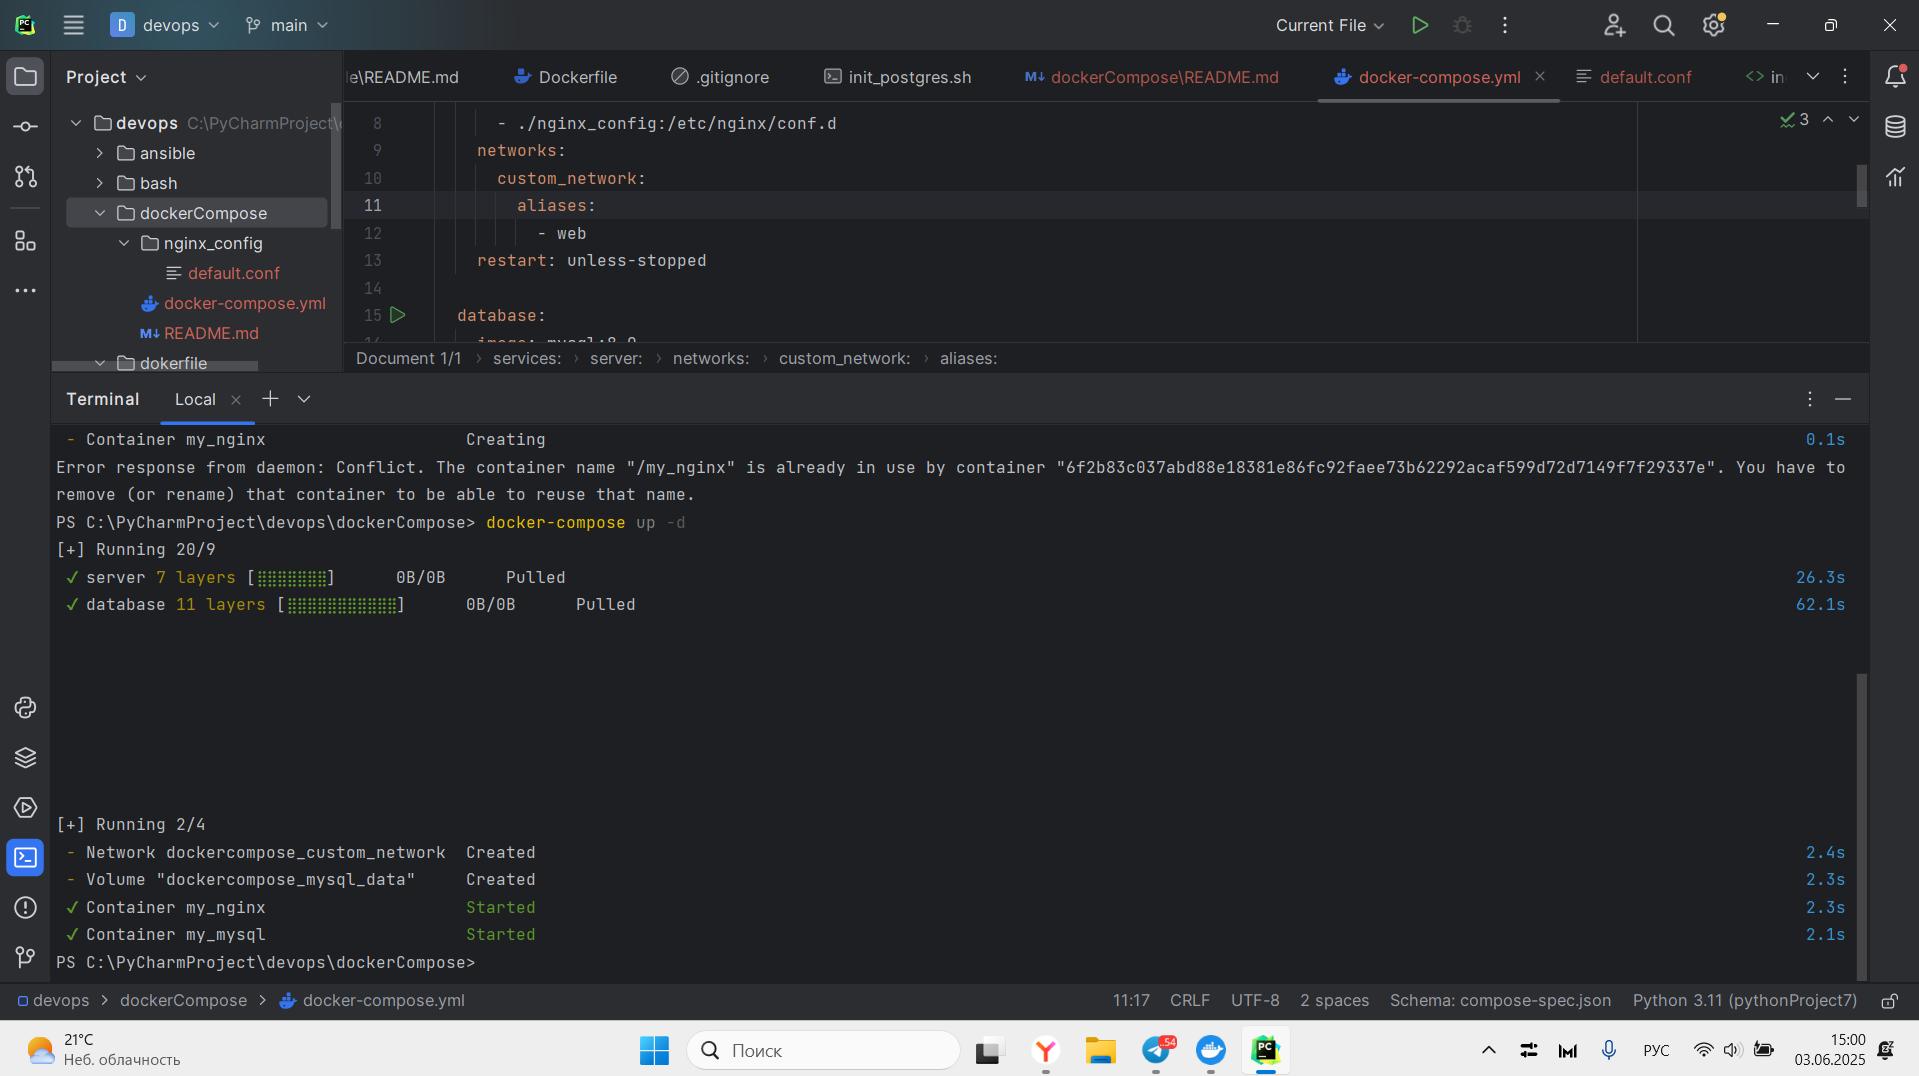 D devops main Current File
Project
le\README.md Dockerfile .gitignore init_postgres.sh M↓ dockerCompose\README.md docker-compose.yml default.conf <> in
devops C:\PyCharmProject\
ansible
bash
dockerCompose
nginx_config
default.conf
docker-compose.yml
M↓ README.md
dokerfile
8 - ./nginx_config:/etc/nginx/conf.d
9 networks:
10 custom_network:
11 aliases:
12 - web
13 restart: unless-stopped
14
15 database:
16 image: mysql:8.0
3
Document 1/1 › services: › server: › networks: › custom_network: › aliases:
Terminal Local
- Container my_nginx Creating 0.1s
Error response from daemon: Conflict. The container name "/my_nginx" is already in use by container "6f2b83c037abd88e18381e86fc92faee73b62292acaf599d72d7149f7f29337e". You have to
remove (or rename) that container to be able to reuse that name.
PS C:\PyCharmProject\devops\dockerCompose> docker-compose up -d
[+] Running 20/9
✓ server 7 layers [⣿⣿⣿⣿⣿⣿⣿] 0B/0B Pulled 26.3s
✓ database 11 layers [⣿⣿⣿⣿⣿⣿⣿⣿⣿⣿⣿] 0B/0B Pulled 62.1s
[+] Running 2/4
- Network dockercompose_custom_network Created 2.4s
- Volume "dockercompose_mysql_data" Created 2.3s
✓ Container my_nginx Started 2.3s
✓ Container my_mysql Started 2.1s
PS C:\PyCharmProject\devops\dockerCompose>
devops > dockerCompose > docker-compose.yml 11:17 CRLF UTF-8 2 spaces Schema: compose-spec.json Python 3.11 (pythonProject7)
21°C
Неб. облачность
Поиск
.54
PC
РУС
15:00
03.06.2025